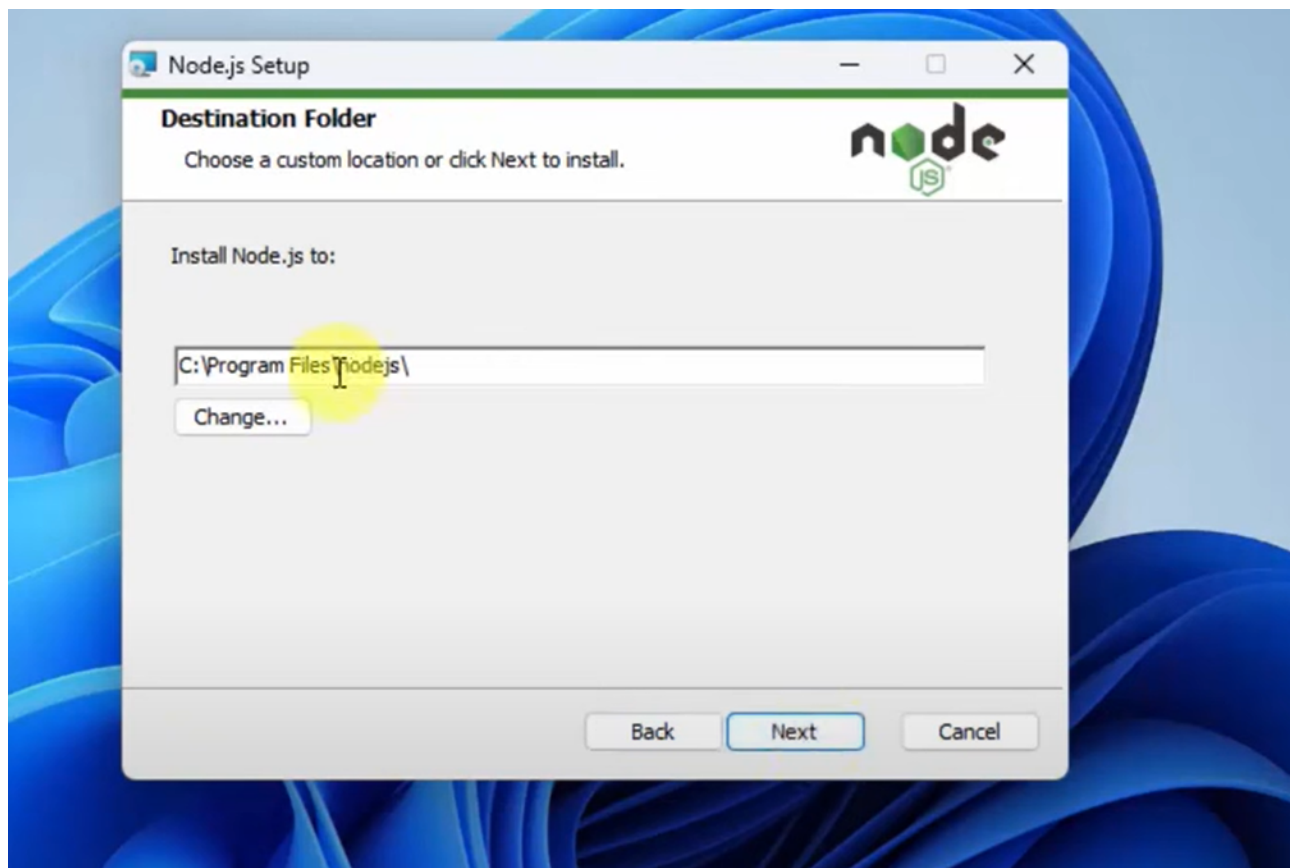 Node.js Setup
Destination Folder
Choose a custom location or click Next to install.
node
JS
Install Node.js to:
C:\Program Files\nodejs\
Change...
Back
Next
Cancel